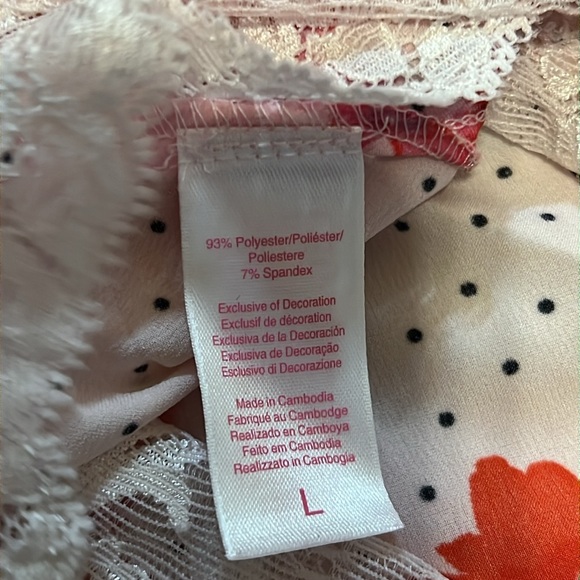 93% Polyester/Poliéster/
Poliestere
7% Spandex
Exclusive of Decoration
Exclusif de décoration
Exclusiva de la Decoración
Exclusiva de Decoração
Esclusivo di Decorazione
Made in Cambodia
Fabriqué au Cambodge
Realizado en Camboya
Feito em Cambodia
Realizzato in Cambogia
L